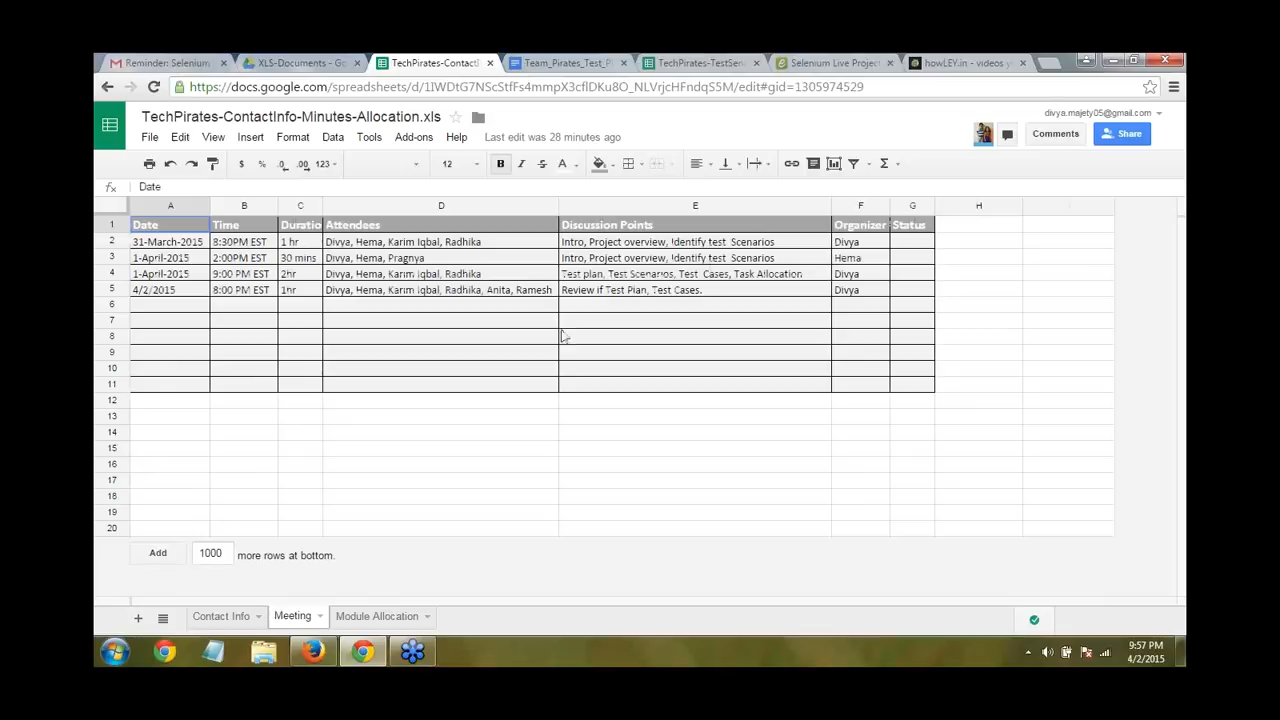 Reminder: Selenium
XLS-Documents - Go
TechPirates-ContactI
Team_Pirates_Test_P
TechPirates-TestSen
Selenium Live Project
howLEY.in - videos y
https://docs.google.com/spreadsheets/d/
TechPirates-ContactInfo-Minutes-Allocation.xls
divya.majety05@gmail.com
File Edit View Insert Format Data Tools Add-ons Help Last edit was 28 minutes ago
Comments
Share
$ % .0 .00 123 12 B I S A
fx Date
A B C D E F G H
1 Date Time Duratio Attendees Discussion Points Organizer Status
2 31-March-2015 8:30PM EST 1 hr Divya, Hema, Karim Iqbal, Radhika Intro, Project overview, Identify test Scenarios Divya
3 1-April-2015 2:00PM EST 30 mins Divya, Hema, Pragnya Intro, Project overview, Identify test Scenarios Hema
4 1-April-2015 9:00 PM EST 2hr Divya, Hema, Karim Iqbal, Radhika Test plan, Test Scenarios, Test Cases, Task Allocation Divya
5 4/2/2015 8:00 PM EST 1hr Divya, Hema, Karim Iqbal, Radhika, Anita, Ramesh Review if Test Plan, Test Cases. Divya
6
7
8
9
10
11
12
13
14
15
16
17
18
19
20
Add 1000 more rows at bottom.
Contact Info Meeting Module Allocation
9:57 PM
4/2/2015